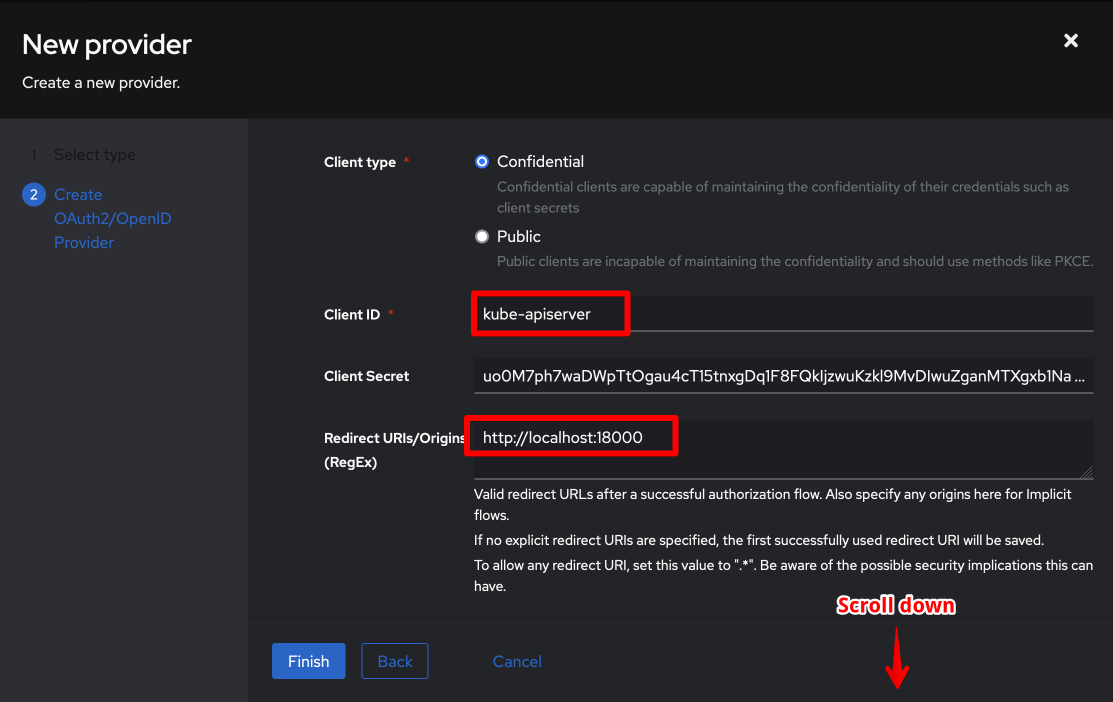 New provider
Create a new provider.
1 Select type
2 Create
OAuth2/OpenID
Provider
Client type *
Confidential
Confidential clients are capable of maintaining the confidentiality of their credentials such as
client secrets
Public
Public clients are incapable of maintaining the confidentiality and should use methods like PKCE.
Client ID *
kube-apiserver
Client Secret
uo0M7ph7waDWpTtOgau4cT15tnxgDq1F8FQkIjzwuKzkl9MvDIwuZganMTXgxb1Na ...
Redirect URIs/Origins
(RegEx)
http://localhost:18000
Valid redirect URLs after a successful authorization flow. Also specify any origins here for Implicit
flows.
If no explicit redirect URIs are specified, the first successfully used redirect URI will be saved.
To allow any redirect URI, set this value to ".*". Be aware of the possible security implications this can
have.
Scroll down
Finish
Back
Cancel